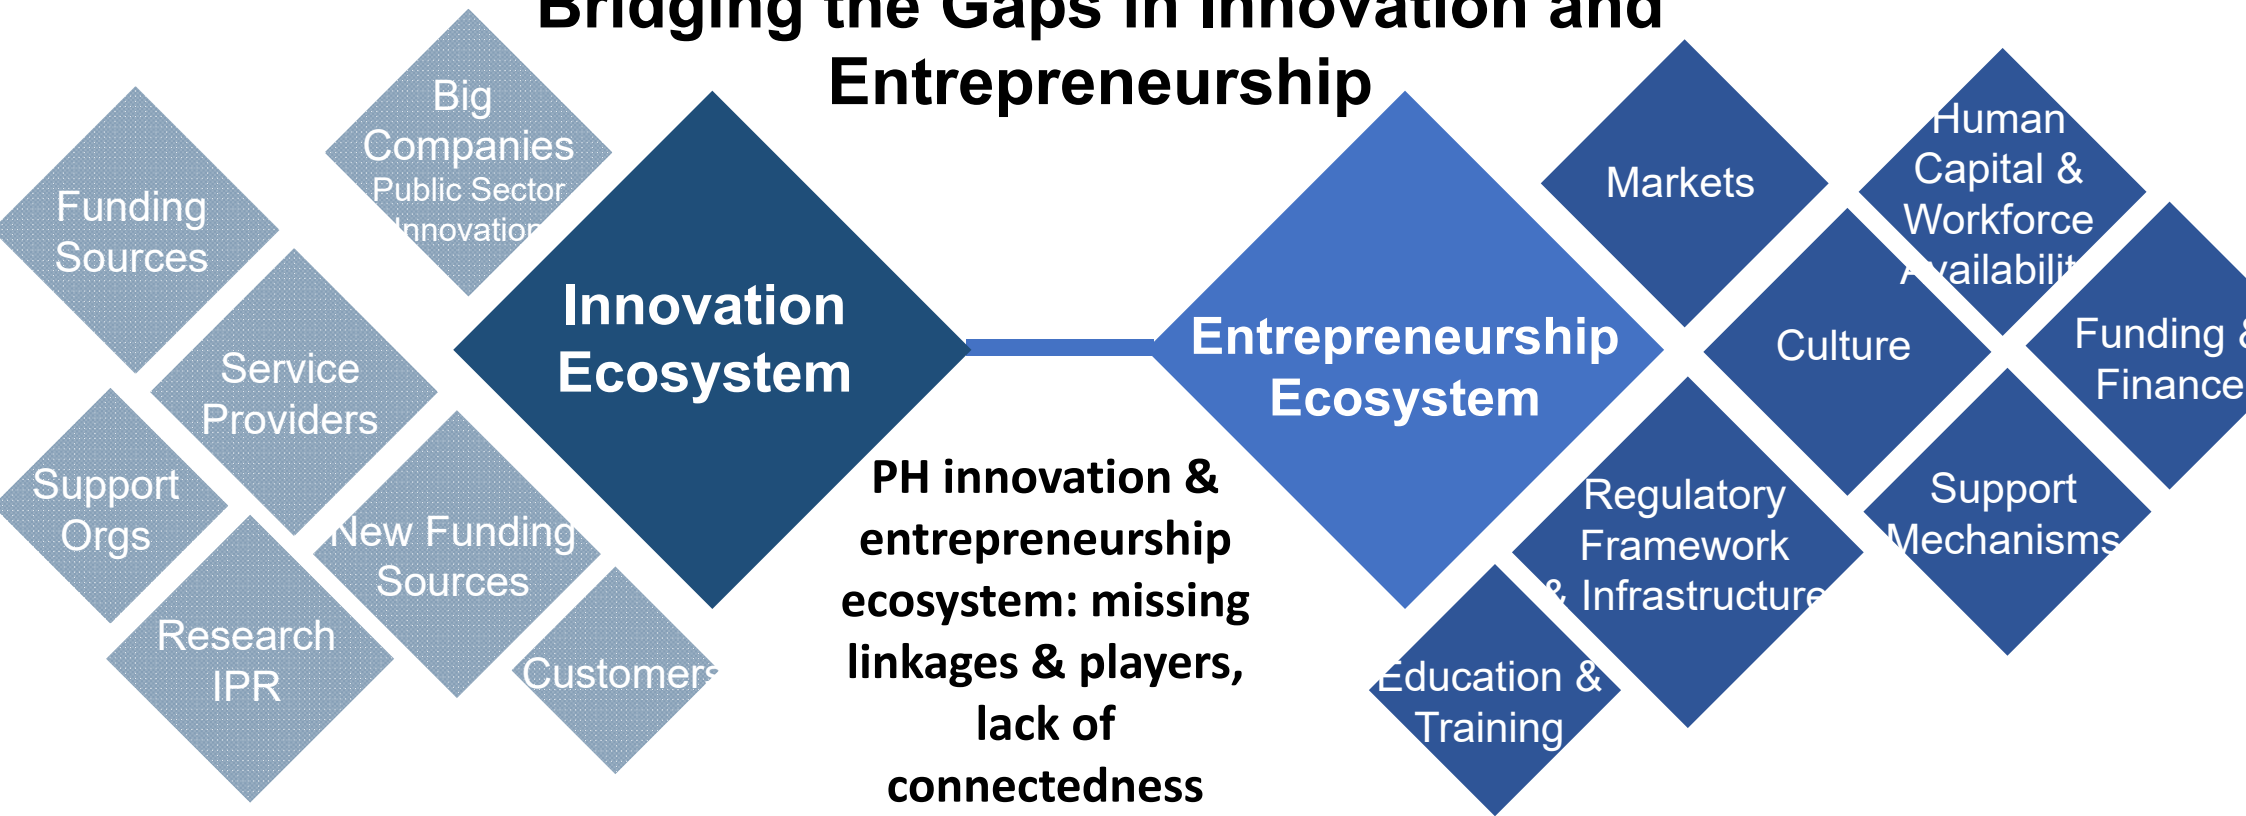 Bridging the Gaps in Innovation and
Entrepreneurship
Big
Companies
Public Sector
Innovation
Funding
Sources
Service
Providers
Support
Orgs
New Funding
Sources
Research
IPR
Customers
Innovation
Ecosystem
PH innovation &
entrepreneurship
ecosystem: missing
linkages & players,
lack of
connectedness
Entrepreneurship
Ecosystem
Markets
Human
Capital &
Workforce
Availability
Culture
Funding &
Finance
Regulatory
Framework
& Infrastructure
Support
Mechanisms
Education &
Training